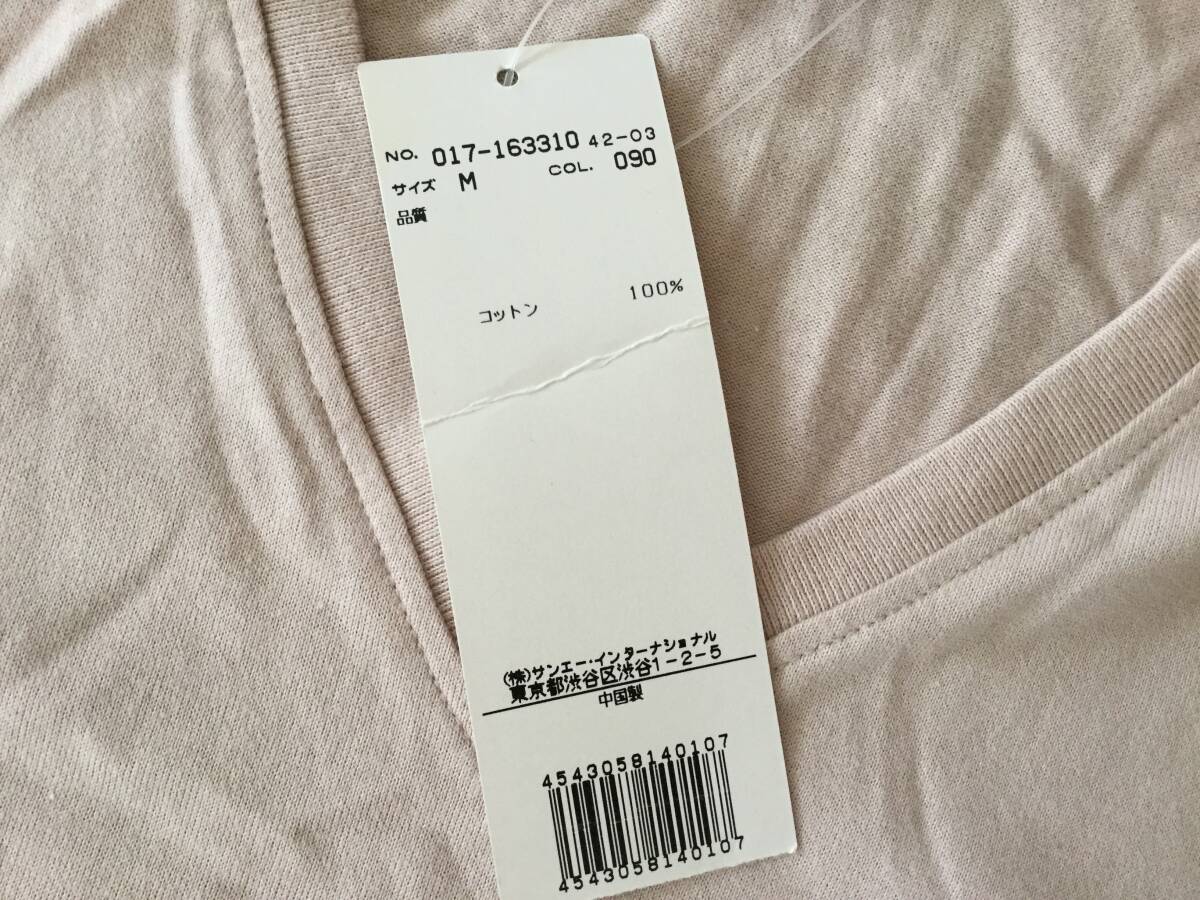 NO. 017-163310 42-03
サイズ M COL. 090
品質
コットン 100%
(株)サンエー・インターナショナル
東京都渋谷区渋谷1-2-5
中国製
4543058140107
4543058140107